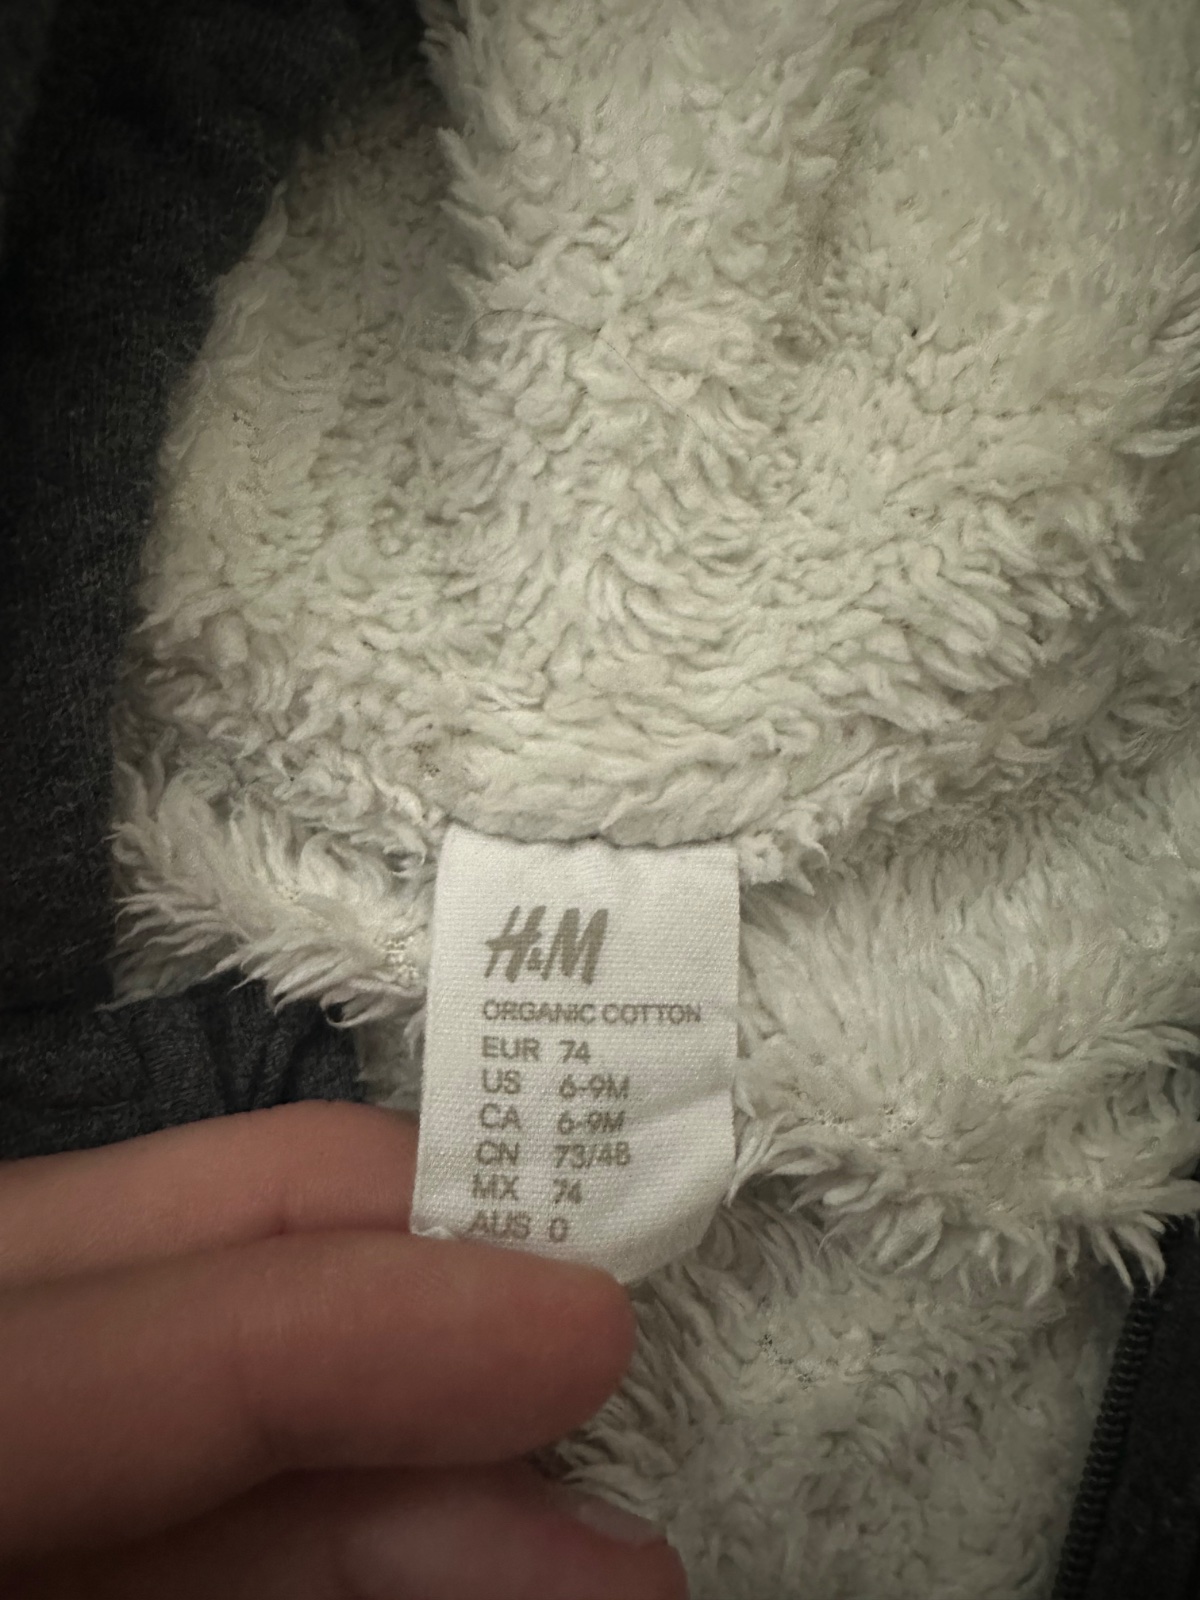 H&M
ORGANIC COTTON
EUR 74
US 6-9M
CA 6-9M
CN 73/48
MX 74
AUS 0